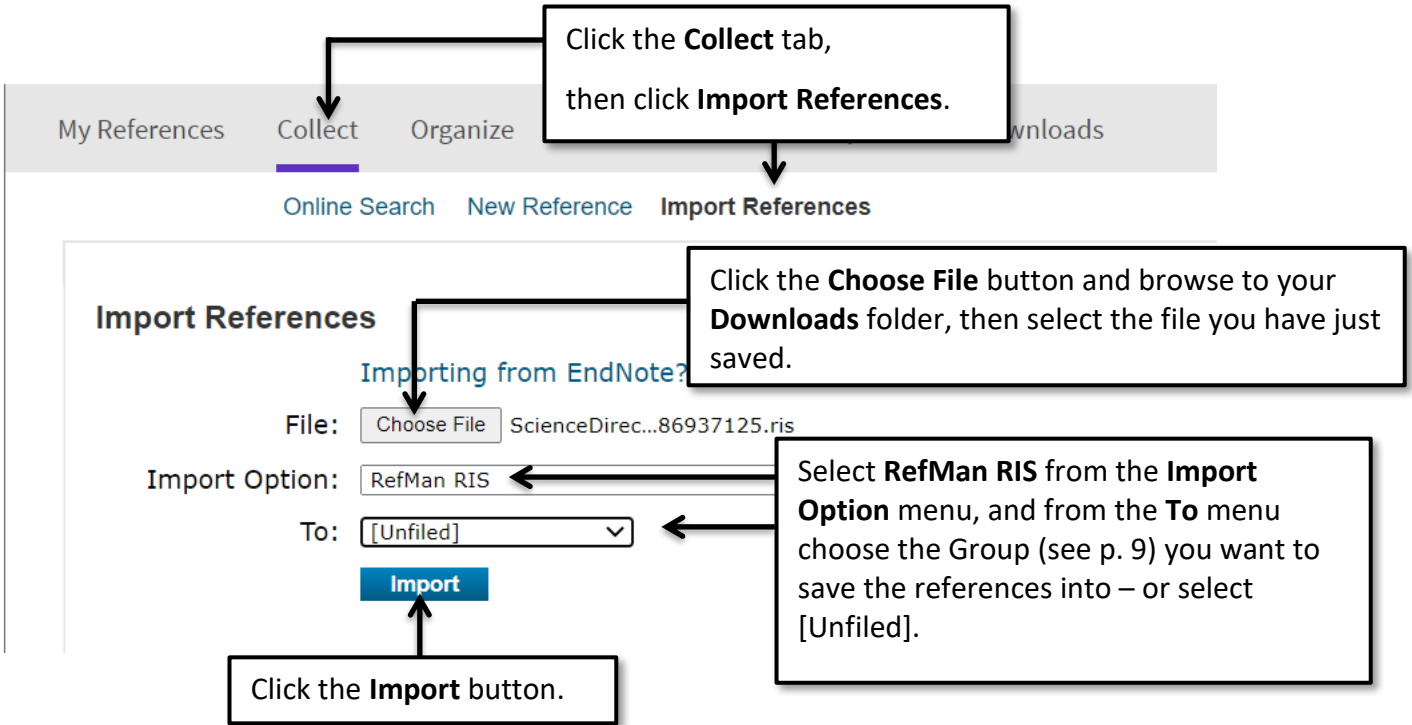 Click the Collect tab,
then click Import References.
My References Collect Organize wnloads
Online Search New Reference Import References
Click the Choose File button and browse to your
Downloads folder, then select the file you have just
saved.
Import References
Importing from EndNote?
File: Choose File ScienceDirec...86937125.ris
Import Option: RefMan RIS
To: [Unfiled]
Import
Select RefMan RIS from the Import
Option menu, and from the To menu
choose the Group (see p. 9) you want to
save the references into – or select
[Unfiled].
Click the Import button.